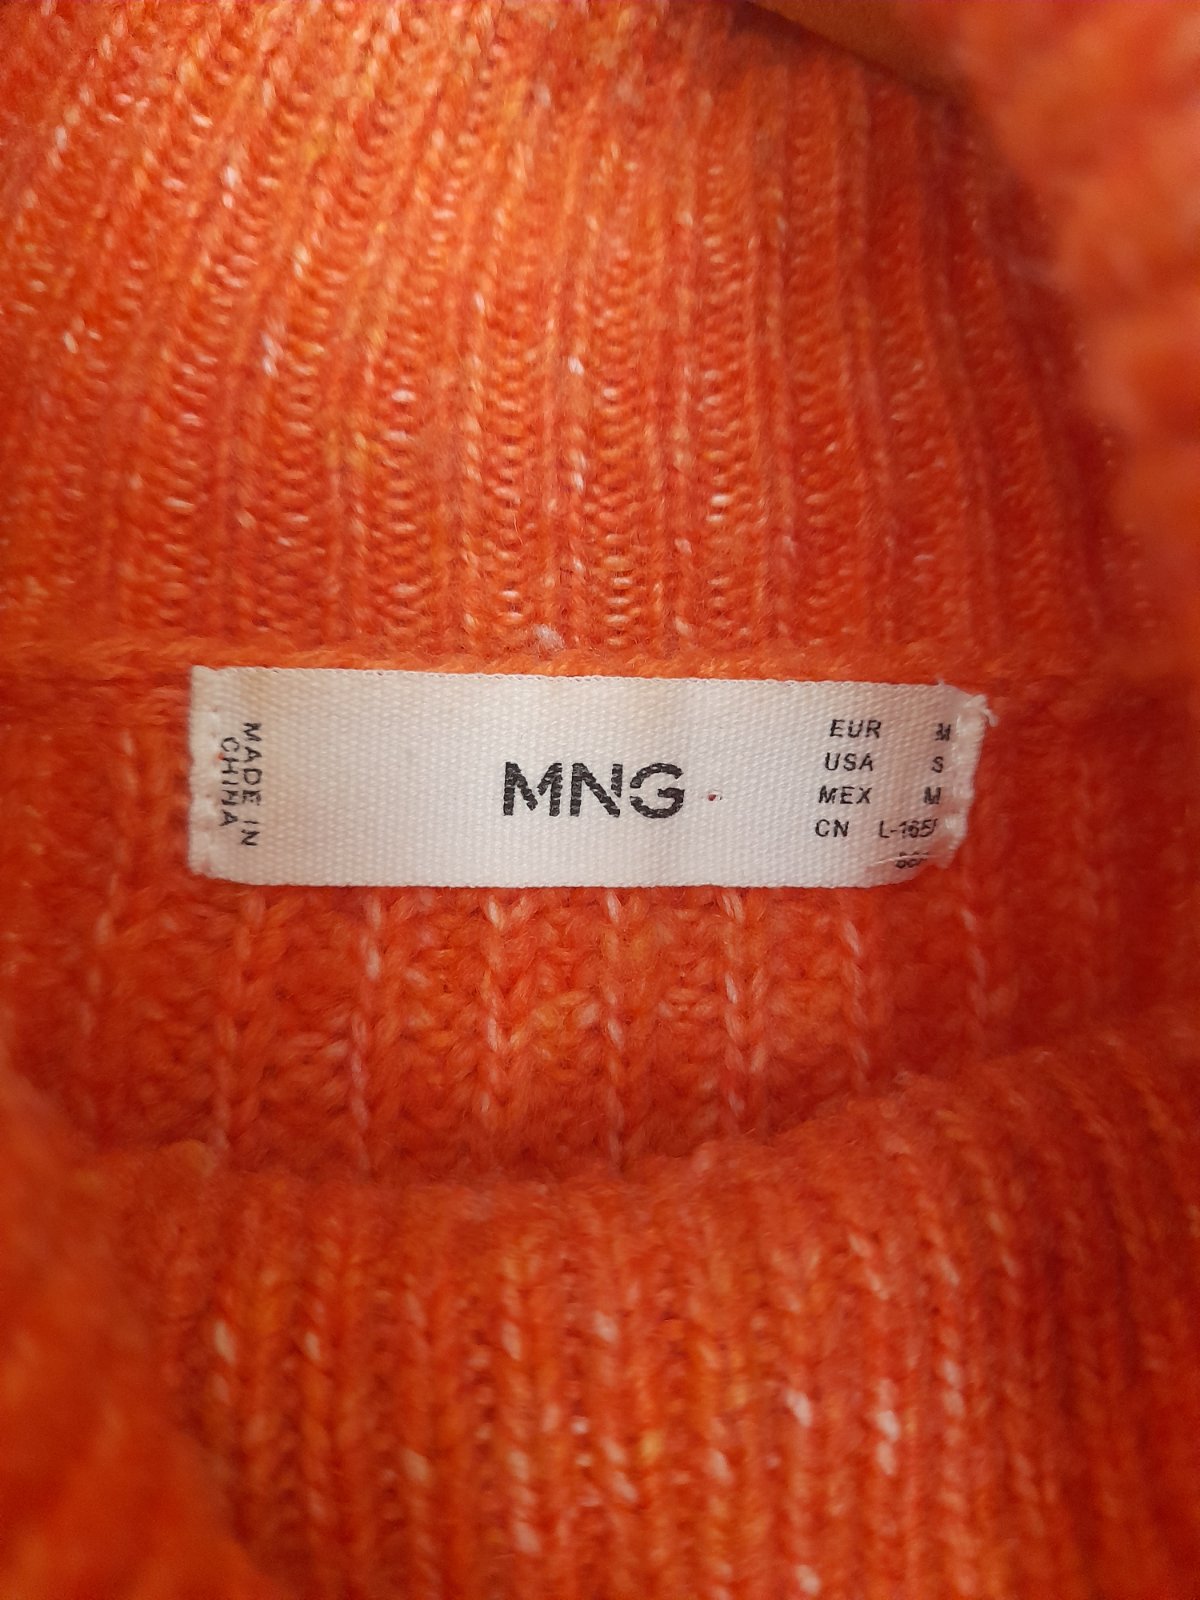 MADE IN
CHINA
MNG
EUR M
USA S
MEX M
CN L-165/